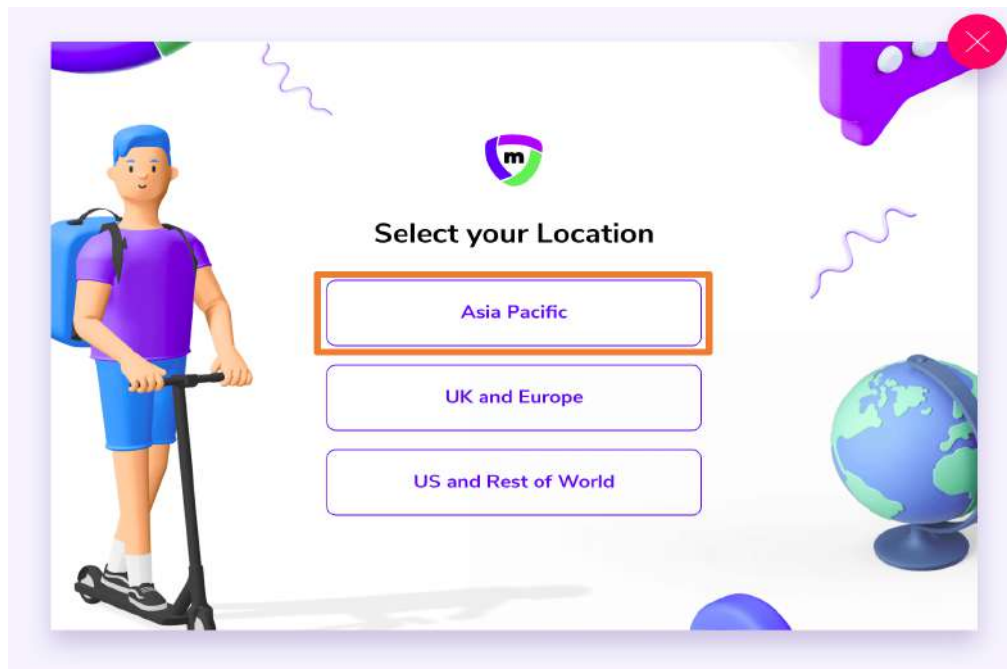 m
Select your Location
Asia Pacific
UK and Europe
US and Rest of World